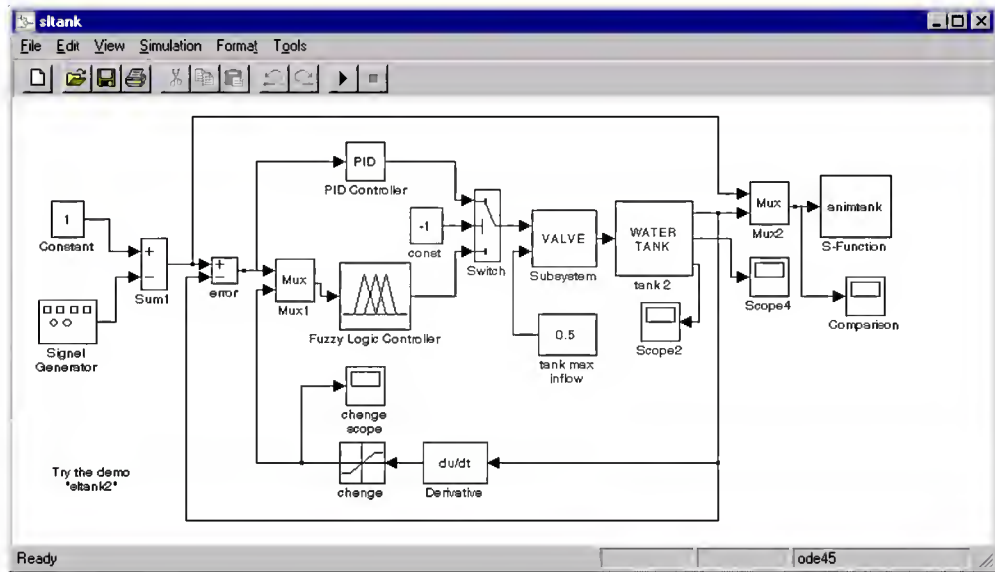 sltank
File Edit View Simulation Format Tools
PID
PID Controller
1
Constant
-1
const
Switch
VALVE
Subsystem
WATER
TANK
tank 2
Mux
Mux2
animtank
S-Function
+
−
Sum1
+
−
error
Mux
Mux1
Fuzzy Logic Controller
Signel
Generator
0.5
tank max
inflow
Scope2
Scope4
Comparison
change
scope
change
du/dt
Derivative
Try the demo
"eltank2"
Ready
ode45